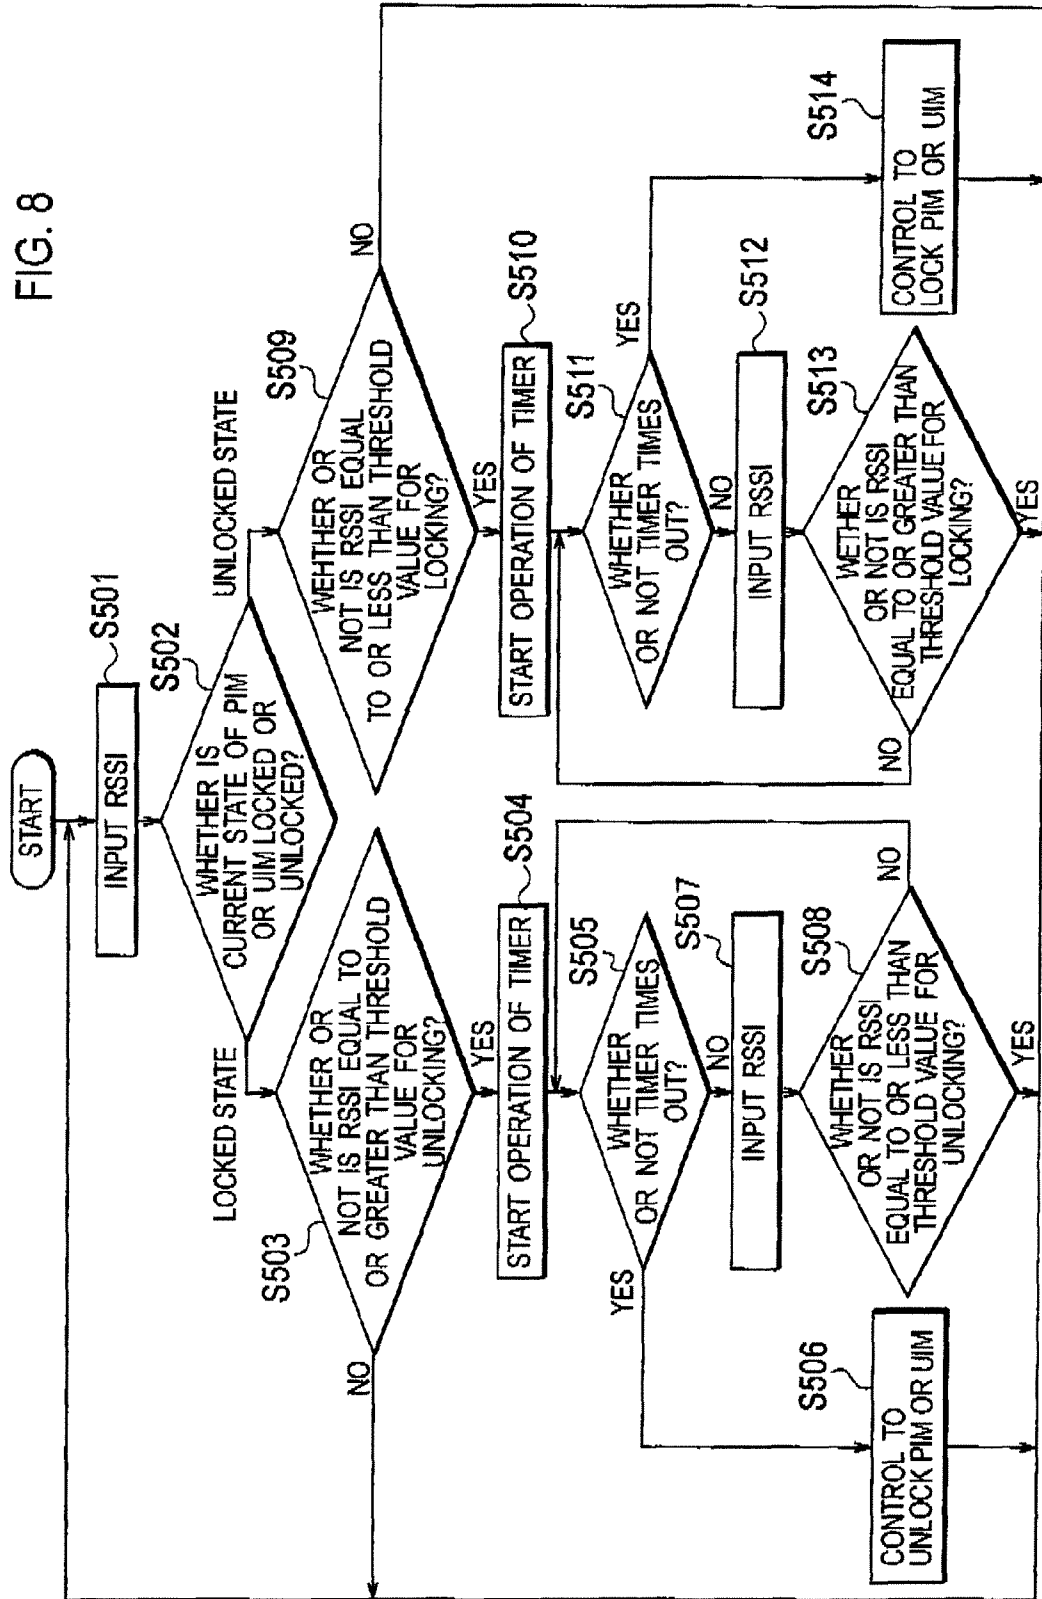 FIG. 8
START
INPUT RSSI
S501
WHETHER IS
CURRENT STATE OF PIM
OR UIM LOCKED OR
UNLOCKED?
S502
LOCKED STATE
UNLOCKED STATE
WHETHER OR
NOT IS RSSI EQUAL TO
OR GREATER THAN THRESHOLD
VALUE FOR
UNLOCKING?
S503
NO
YES
START OPERATION OF TIMER
S504
WHETHER
OR NOT TIMER TIMES
OUT?
S505
YES
NO
CONTROL TO
UNLOCK PIM OR UIM
S506
INPUT RSSI
S507
WHETHER
OR NOT IS RSSI
EQUAL TO OR LESS THAN
THRESHOLD VALUE FOR
UNLOCKING?
S508
NO
YES
WEHTHER OR
NOT IS RSSI EQUAL
TO OR LESS THAN THRESHOLD
VALUE FOR
LOCKING?
S509
NO
YES
START OPERATION OF TIMER
S510
WHETHER
OR NOT TIMER TIMES
OUT?
S511
YES
NO
INPUT RSSI
S512
WETHER
OR NOT IS RSSI
EQUAL TO OR GREATER THAN
THRESHOLD VALUE FOR
LOCKING?
S513
NO
YES
CONTROL TO
LOCK PIM OR UIM
S514